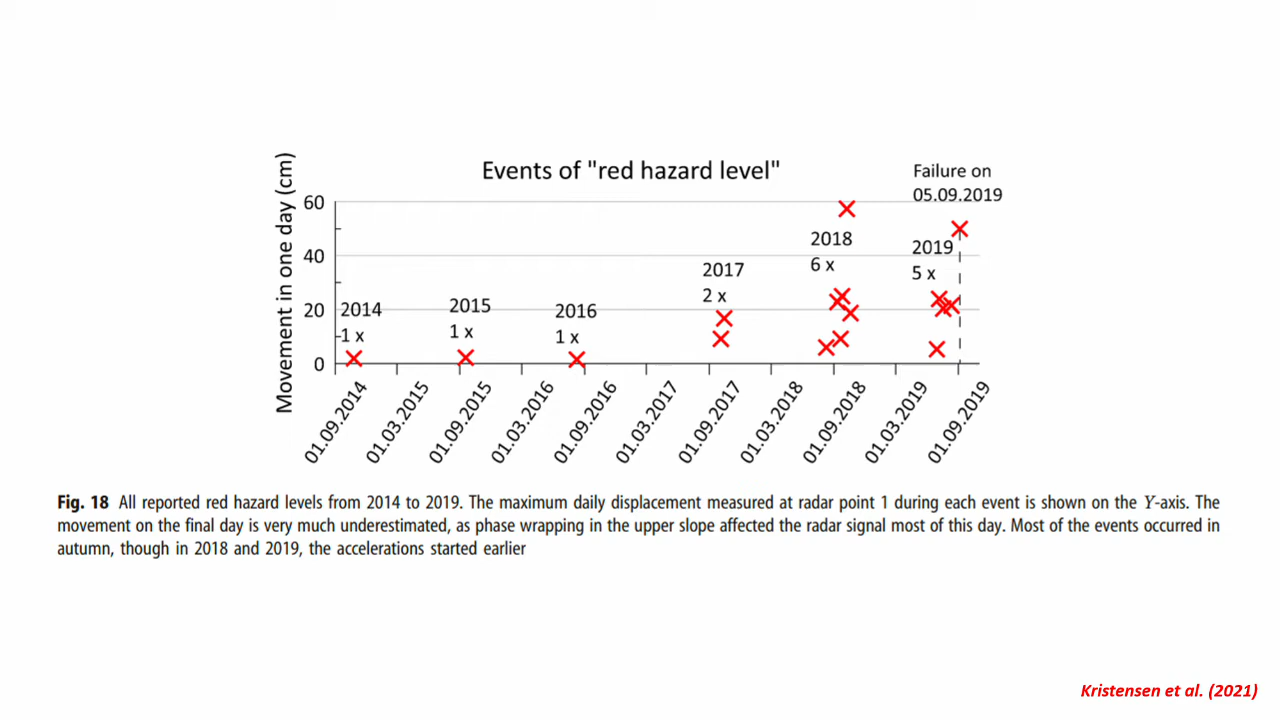 Events of "red hazard level"
Failure on
05.09.2019
Movement in one day (cm)
60
40
20
0
2014
1 x
2015
1 x
2016
1 x
2017
2 x
2018
6 x
2019
5 x
01.09.2014
01.03.2015
01.09.2015
01.03.2016
01.09.2016
01.03.2017
01.09.2017
01.03.2018
01.09.2018
01.03.2019
01.09.2019
Fig. 18 All reported red hazard levels from 2014 to 2019. The maximum daily displacement measured at radar point 1 during each event is shown on the Y-axis. The
movement on the final day is very much underestimated, as phase wrapping in the upper slope affected the radar signal most of this day. Most of the events occurred in
autumn, though in 2018 and 2019, the accelerations started earlier
Kristensen et al. (2021)